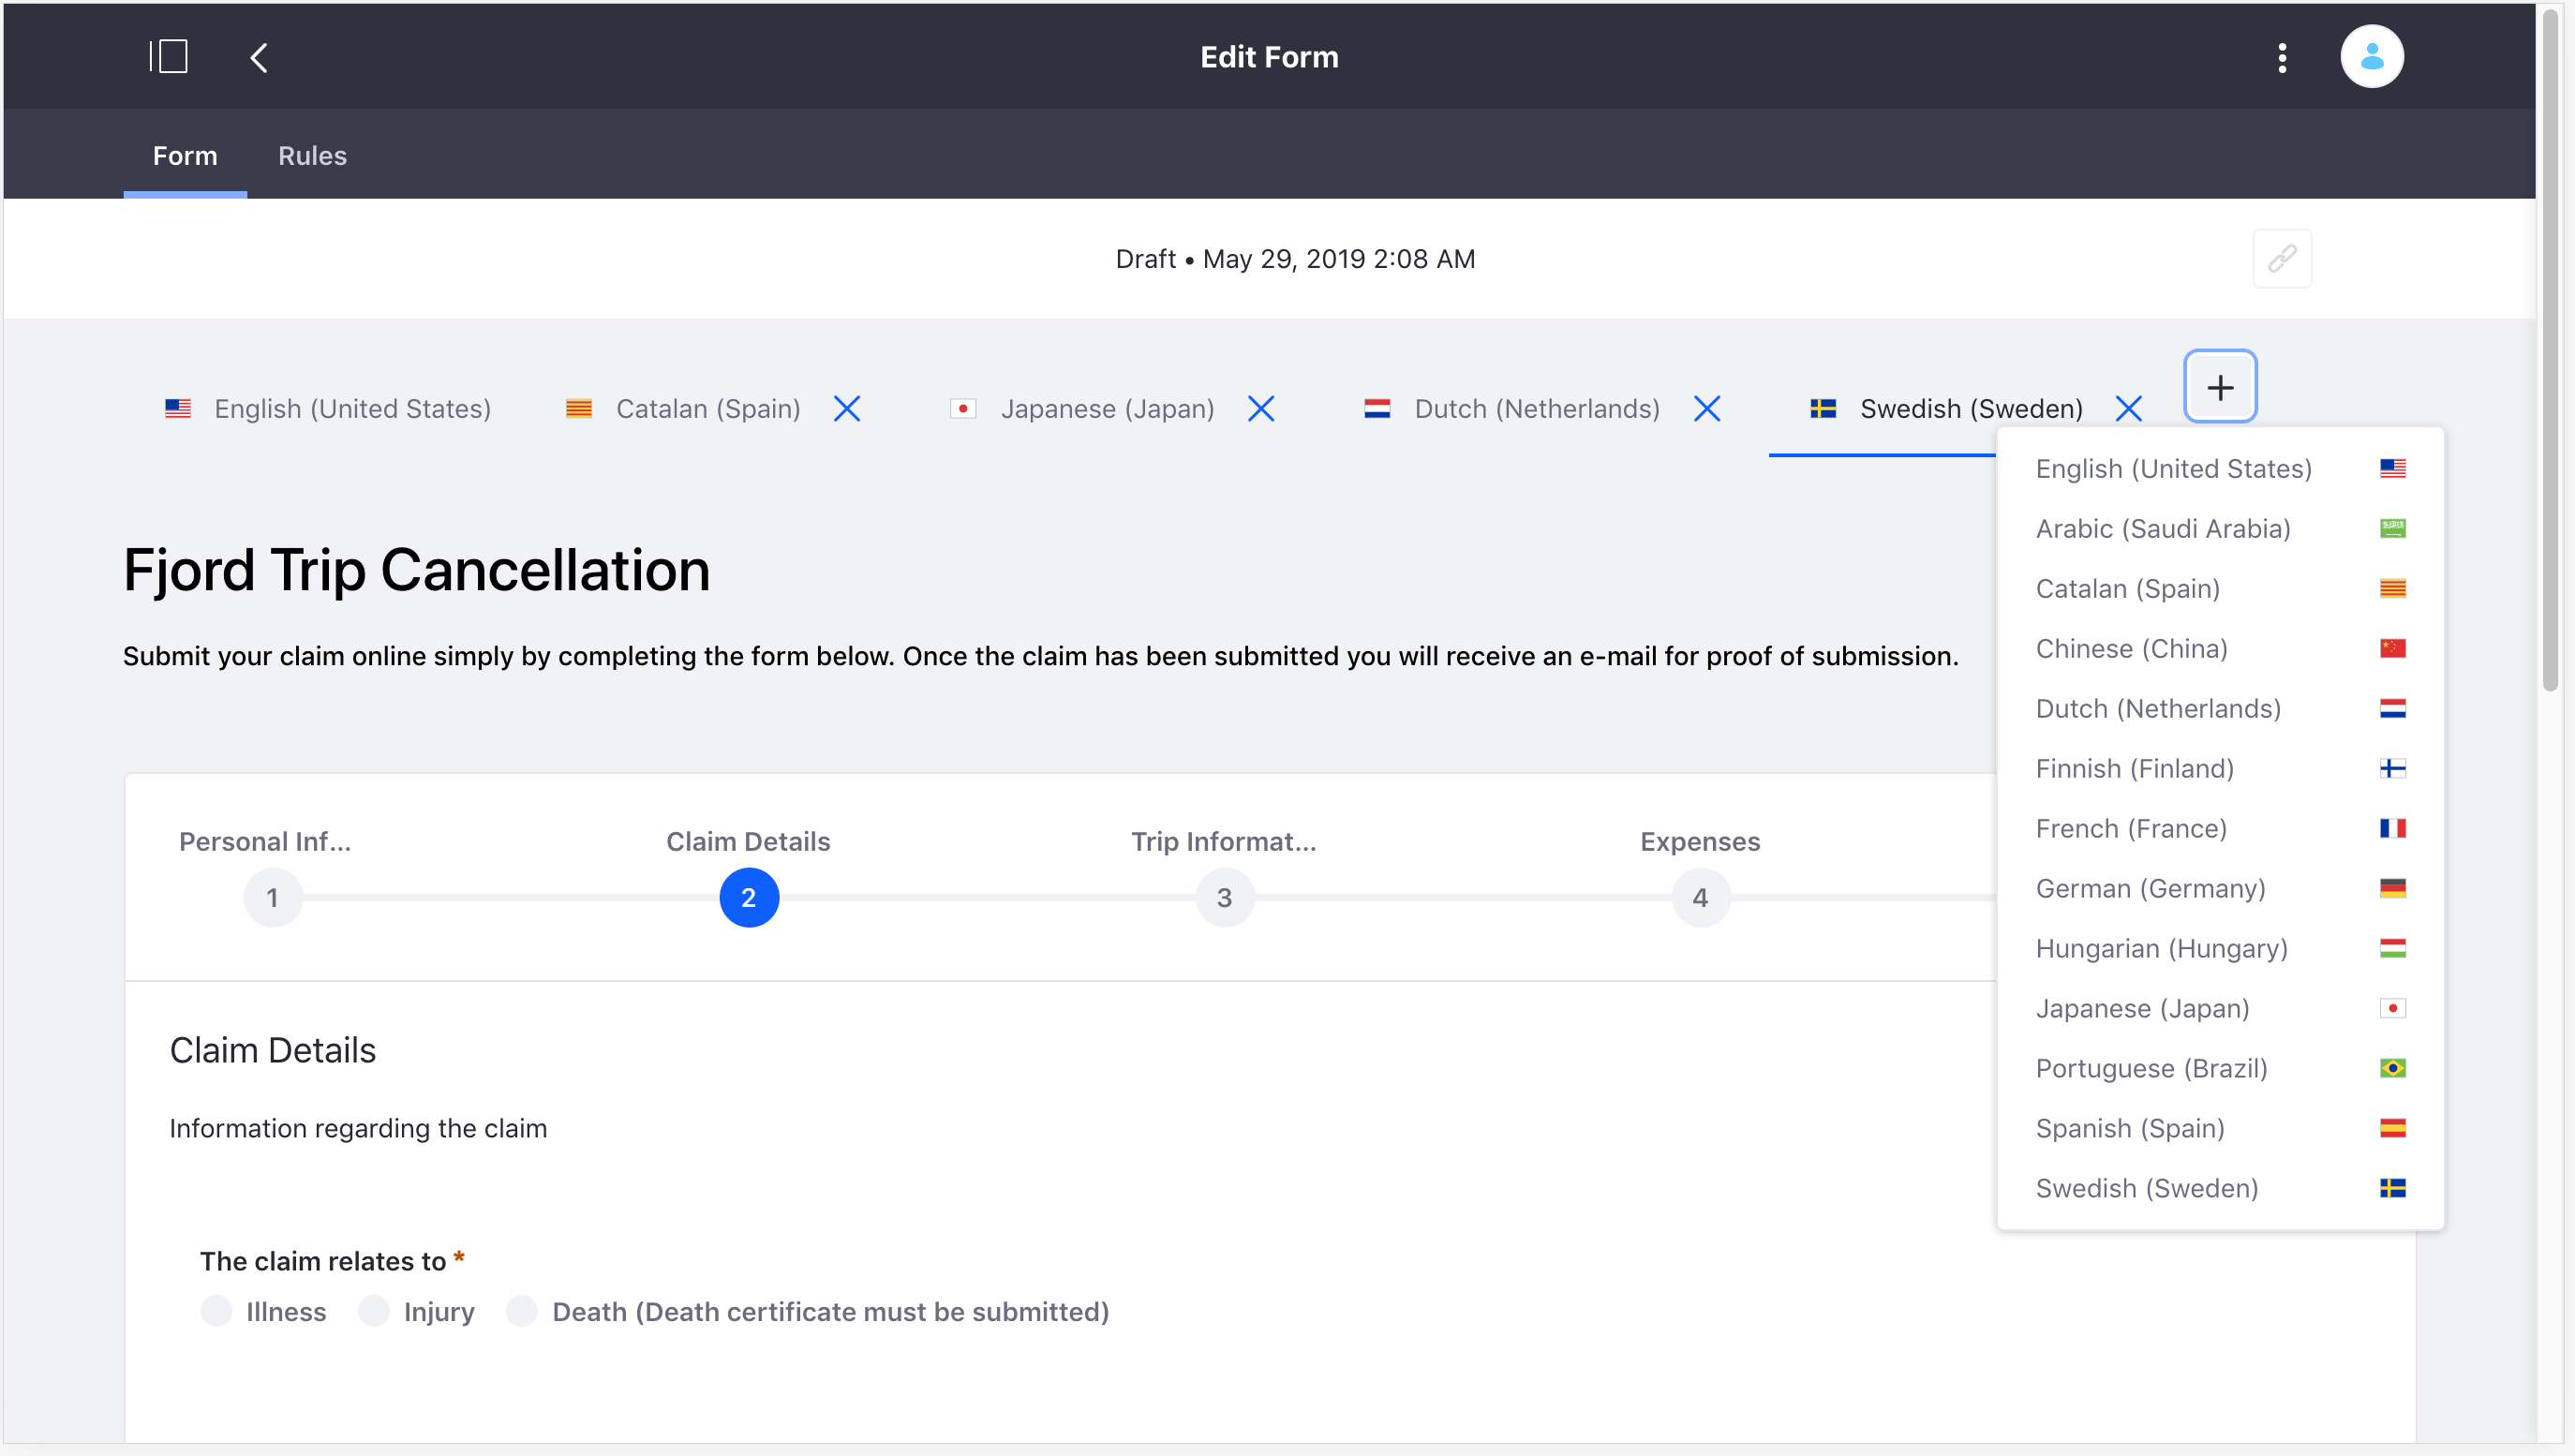 Edit Form
Form Rules
Draft • May 29, 2019 2:08 AM
English (United States) Catalan (Spain) Japanese (Japan) Dutch (Netherlands) Swedish (Sweden)
English (United States)
Arabic (Saudi Arabia)
Catalan (Spain)
Chinese (China)
Dutch (Netherlands)
Finnish (Finland)
French (France)
German (Germany)
Hungarian (Hungary)
Japanese (Japan)
Portuguese (Brazil)
Spanish (Spain)
Swedish (Sweden)
Fjord Trip Cancellation
Submit your claim online simply by completing the form below. Once the claim has been submitted you will receive an e-mail for proof of submission.
Personal Inf... Claim Details Trip Informat... Expenses
1 2 3 4
Claim Details
Information regarding the claim
The claim relates to *
Illness Injury Death (Death certificate must be submitted)